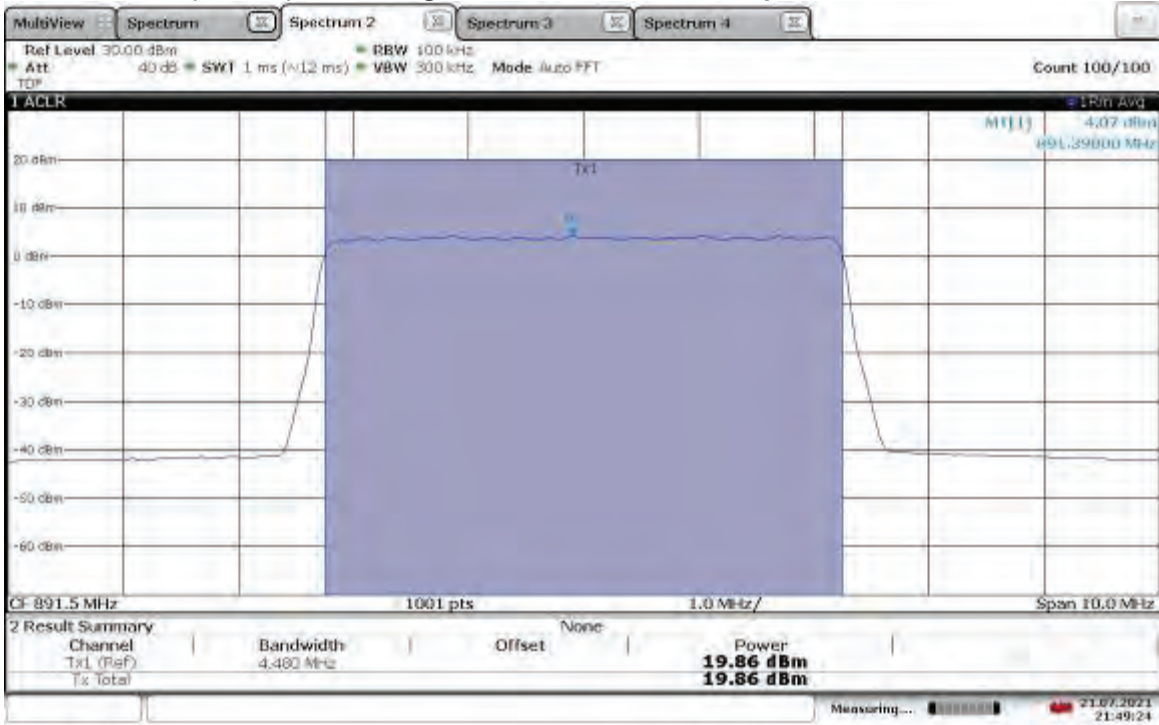 MultiView Spectrum Spectrum 2 Spectrum 3 Spectrum 4
Ref Level 30.00 dBm RBW 100 kHz
Att 40 dB SWT 1 ms (~12 ms) VBW 300 kHz Mode Auto FFT Count 100/100
TDF
1 ACLR 1Rm Avg
M1[1] 4.07 dBm
891.39800 MHz
20 dBm
Tx1
10 dBm
M1
0 dBm
-10 dBm
-20 dBm
-30 dBm
-40 dBm
-50 dBm
-60 dBm
CF 891.5 MHz 1001 pts 1.0 MHz/ Span 10.0 MHz
2 Result Summary None
Channel Bandwidth Offset Power
Tx1 (Ref) 4.480 MHz 19.86 dBm
Tx Total 19.86 dBm
Measuring... 21.07.2021
21:49:24